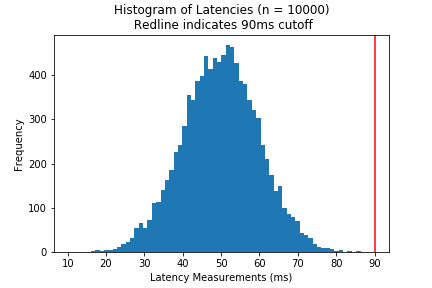 Histogram of Latencies (n = 10000)
Redline indicates 90ms cutoff
400
300
200
100
0
Frequency
10 20 30 40 50 60 70 80 90
Latency Measurements (ms)